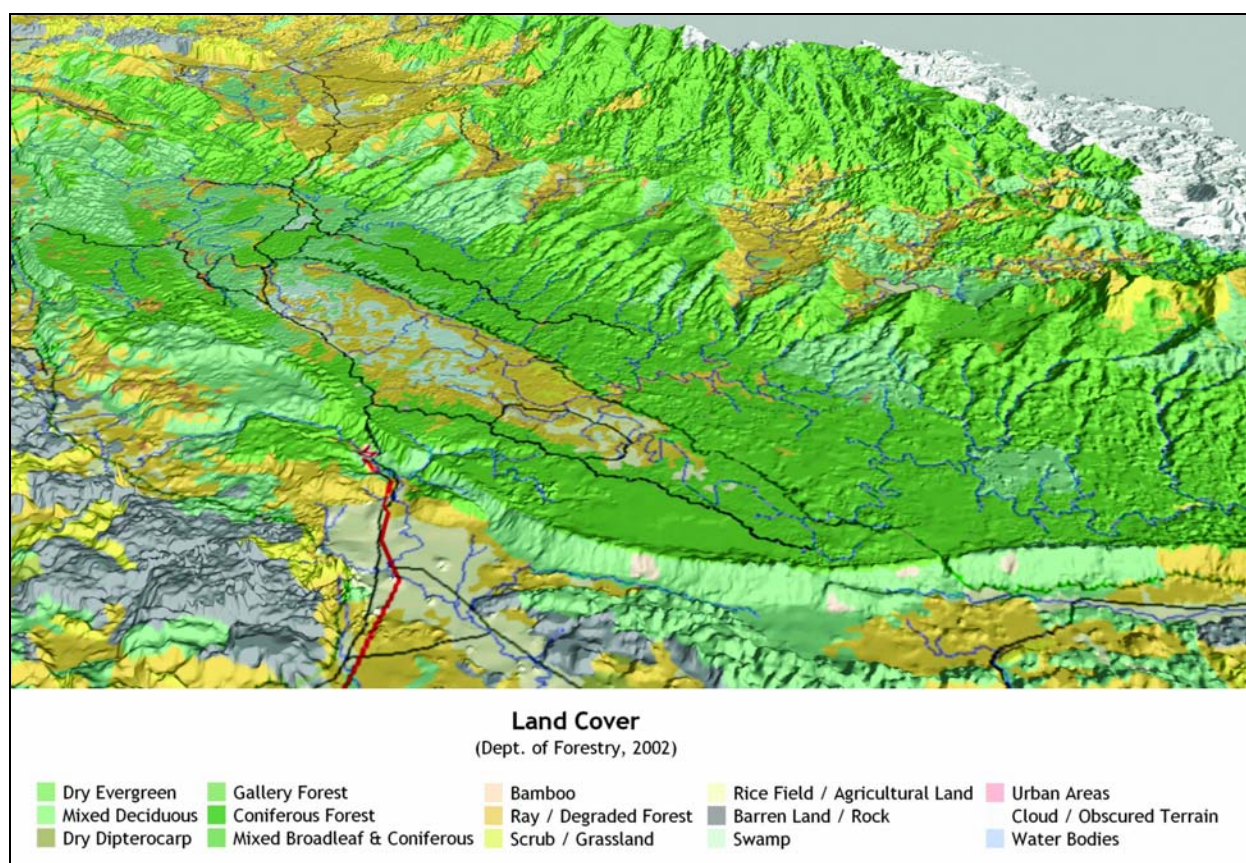 Land Cover
(Dept. of Forestry, 2002)
Dry Evergreen
Mixed Deciduous
Dry Dipterocarp
Gallery Forest
Coniferous Forest
Mixed Broadleaf & Coniferous
Bamboo
Ray / Degraded Forest
Scrub / Grassland
Rice Field / Agricultural Land
Barren Land / Rock
Swamp
Urban Areas
Cloud / Obscured Terrain
Water Bodies